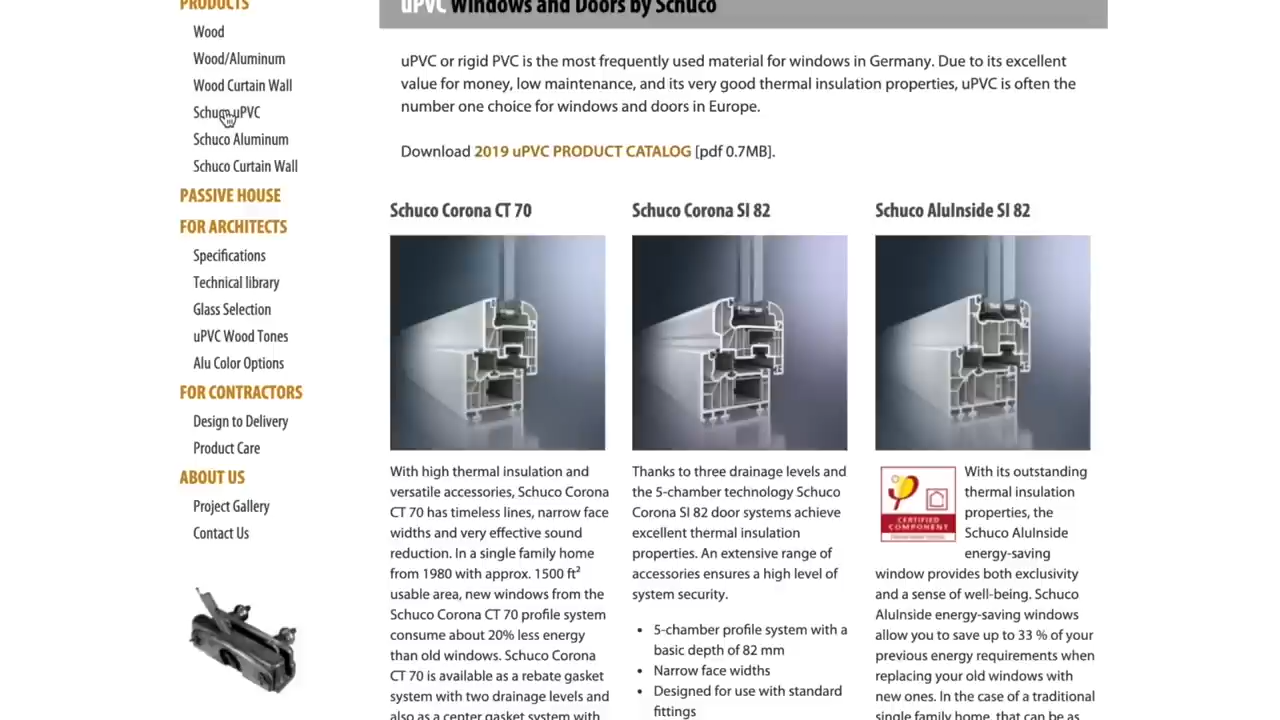 PRODUCTS
Wood
Wood/Aluminum
Wood Curtain Wall
Schuco uPVC
Schuco Aluminum
Schuco Curtain Wall
PASSIVE HOUSE
FOR ARCHITECTS
Specifications
Technical library
Glass Selection
uPVC Wood Tones
Alu Color Options
FOR CONTRACTORS
Design to Delivery
Product Care
ABOUT US
Project Gallery
Contact Us
uPVC Windows and Doors by Schuco
uPVC or rigid PVC is the most frequently used material for windows in Germany. Due to its excellent
value for money, low maintenance, and its very good thermal insulation properties, uPVC is often the
number one choice for windows and doors in Europe.
Download 2019 uPVC PRODUCT CATALOG [pdf 0.7MB].
Schuco Corona CT 70
With high thermal insulation and
versatile accessories, Schuco Corona
CT 70 has timeless lines, narrow face
widths and very effective sound
reduction. In a single family home
from 1980 with approx. 1500 ft²
usable area, new windows from the
Schuco Corona CT 70 profile system
consume about 20% less energy
than old windows. Schuco Corona
CT 70 is available as a rebate gasket
system with two drainage levels and
also as a center gasket system with
Schuco Corona SI 82
Thanks to three drainage levels and
the 5-chamber technology Schuco
Corona SI 82 door systems achieve
excellent thermal insulation
properties. An extensive range of
accessories ensures a high level of
system security.
• 5-chamber profile system with a
basic depth of 82 mm
• Narrow face widths
• Designed for use with standard
fittings
Schuco AluInside SI 82
CERTIFIED
COMPONENT
With its outstanding
thermal insulation
properties, the
Schuco AluInside
energy-saving
window provides both exclusivity
and a sense of well-being. Schuco
AluInside energy-saving windows
allow you to save up to 33 % of your
previous energy requirements when
replacing your old windows with
new ones. In the case of a traditional
single family home, that can be as